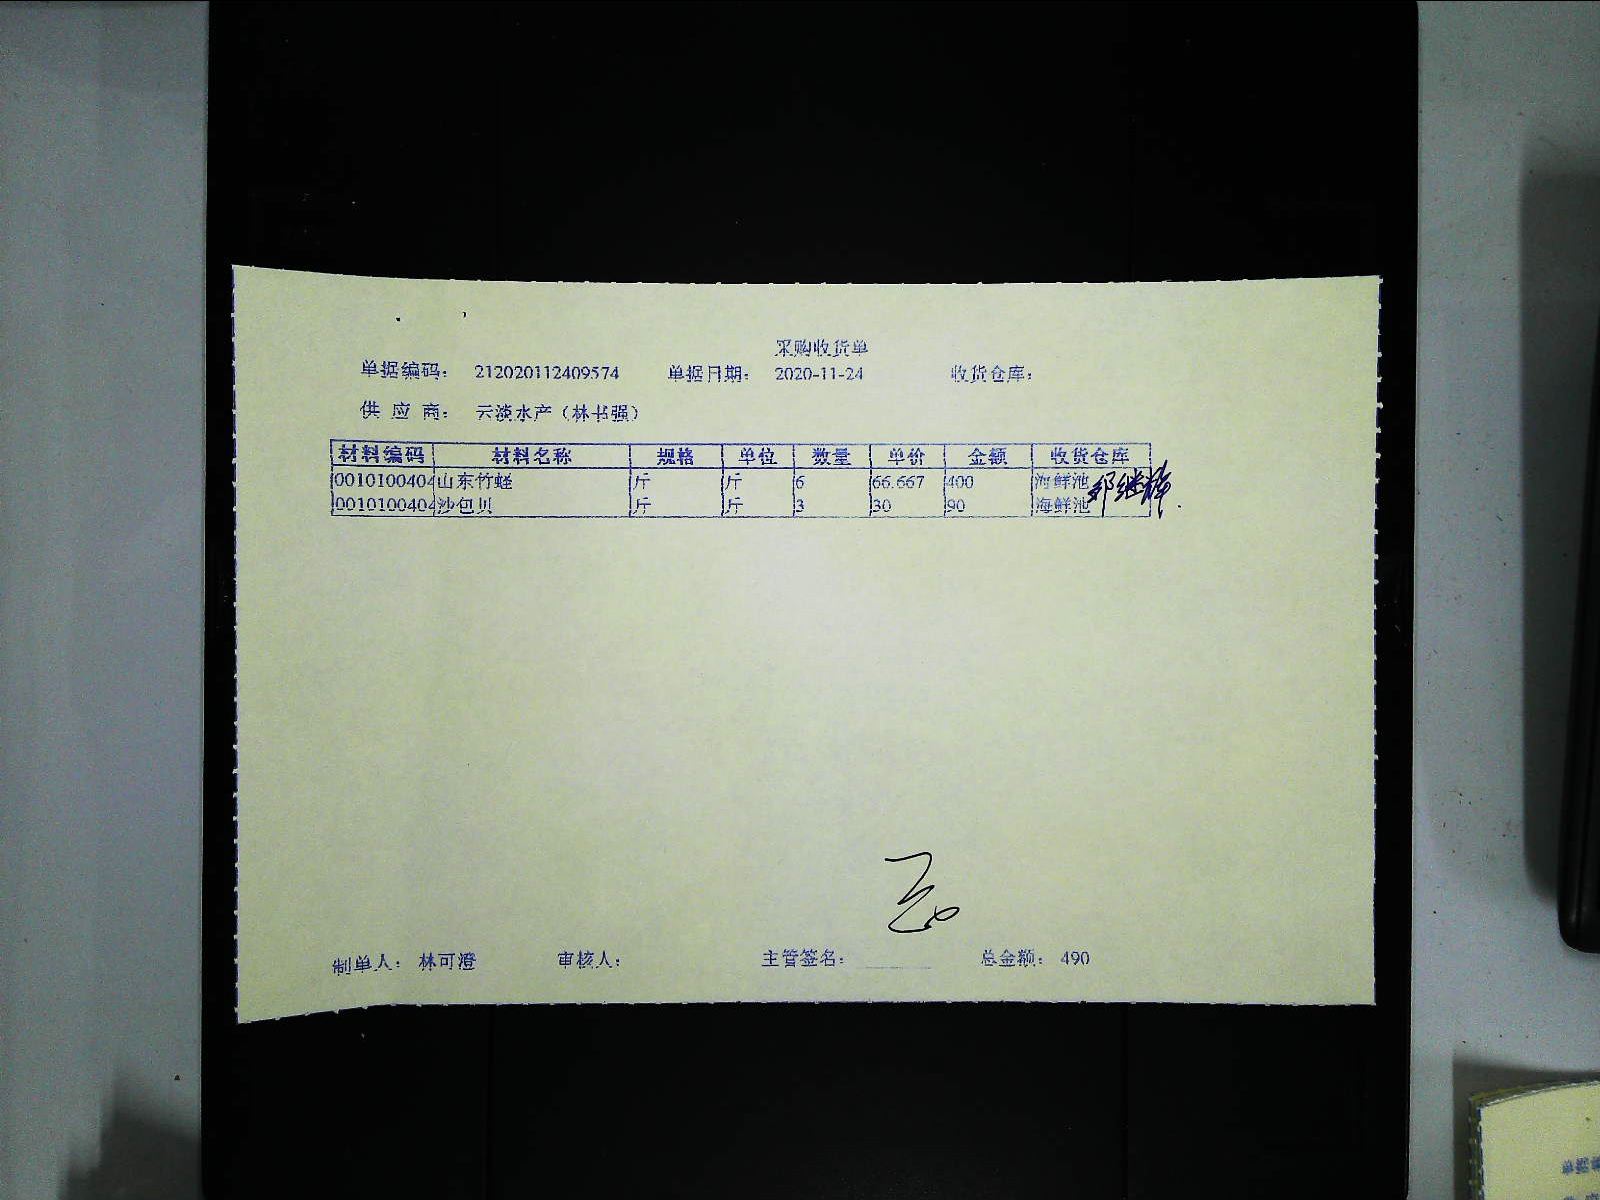 采购收货单
单据编码： 212020112409574 单据日期： 2020-11-24 收货仓库：
供 应 商： 云淡水产（林书强）
材料编码 材料名称 规格 单位 数量 单价 金额 收货仓库
0010100404 山东竹蛏 斤 斤 6 66.667 400 海鲜池
0010100404 沙包贝 斤 斤 3 30 90 海鲜池
制单人： 林可澄 审核人： 主管签名： 总金额： 490
单据